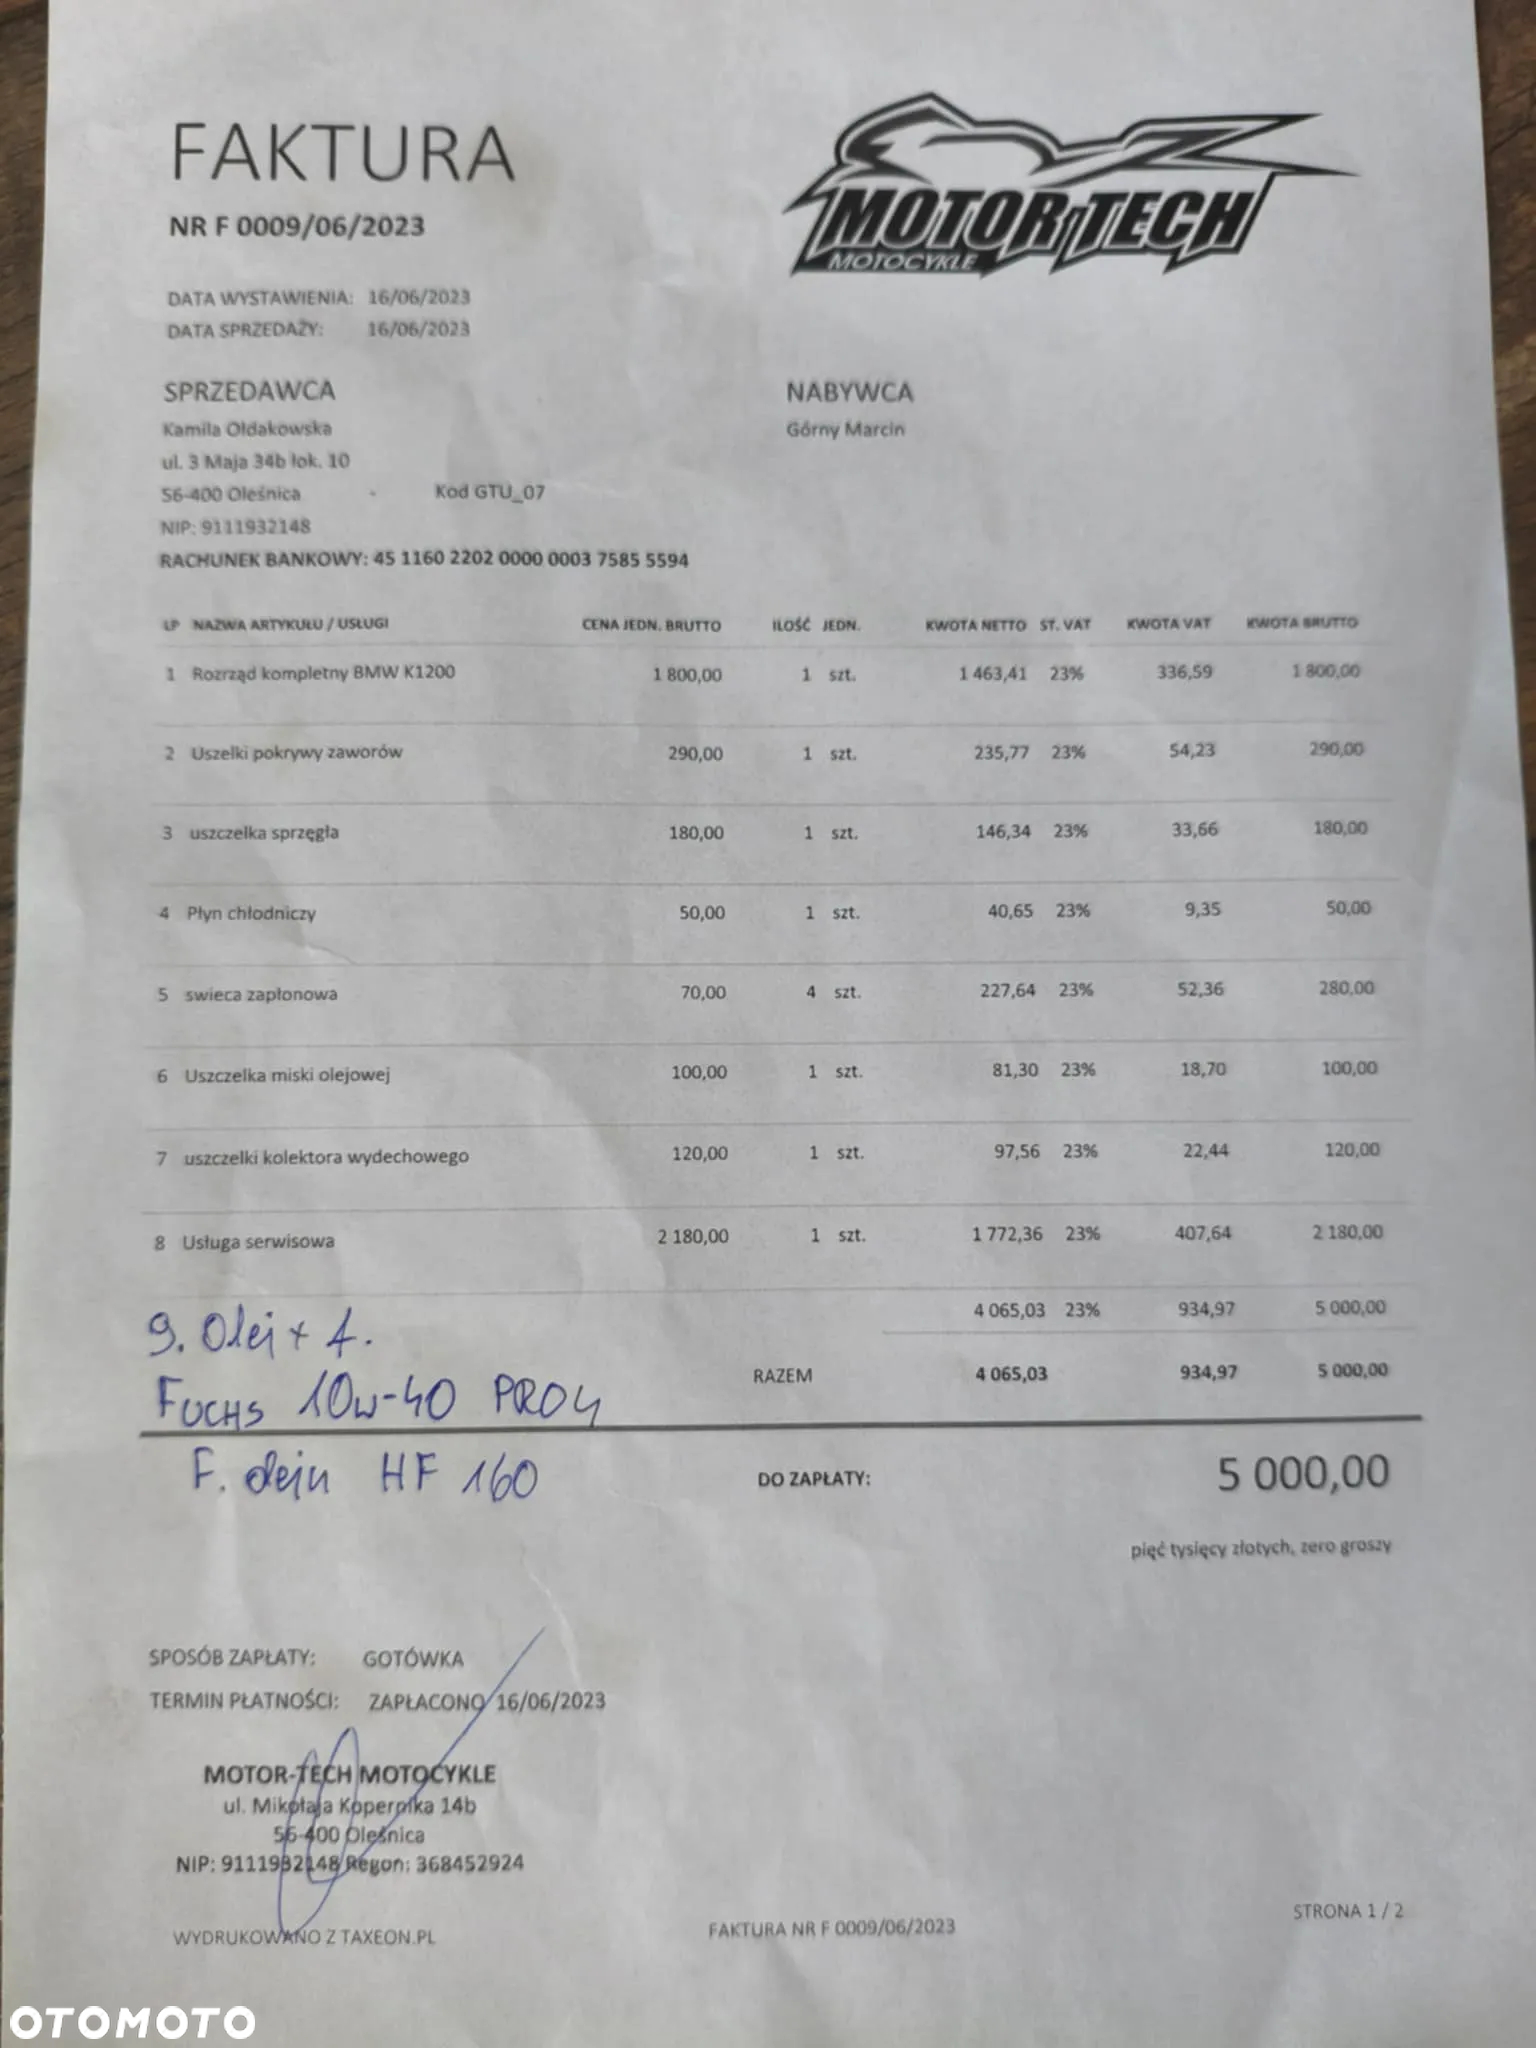 FAKTURA
MOTOR-TECH
MOTOCYKLE
NR F 0009/06/2023
DATA WYSTAWIENIA: 16/06/2023
DATA SPRZEDAŻY: 16/06/2023
SPRZEDAWCA
Kamila Ołdakowska
ul. 3 Maja 34b lok. 10
56-400 Oleśnica - Kod GTU_07
NIP: 9111932148
RACHUNEK BANKOWY: 45 1160 2202 0000 0003 7585 5594
NABYWCA
Górny Marcin
LP NAZWA ARTYKUŁU / USŁUGI CENA JEDN. BRUTTO ILOŚĆ JEDN. KWOTA NETTO ST. VAT KWOTA VAT KWOTA BRUTTO
1 Rozrząd kompletny BMW K1200 1 800,00 1 szt. 1 463,41 23% 336,59 1 800,00
2 Uszelki pokrywy zaworów 290,00 1 szt. 235,77 23% 54,23 290,00
3 uszczelka sprzęgła 180,00 1 szt. 146,34 23% 33,66 180,00
4 Płyn chłodniczy 50,00 1 szt. 40,65 23% 9,35 50,00
5 swieca zapłonowa 70,00 4 szt. 227,64 23% 52,36 280,00
6 Uszczelka miski olejowej 100,00 1 szt. 81,30 23% 18,70 100,00
7 uszczelki kolektora wydechowego 120,00 1 szt. 97,56 23% 22,44 120,00
8 Usługa serwisowa 2 180,00 1 szt. 1 772,36 23% 407,64 2 180,00
4 065,03 23% 934,97 5 000,00
9. Olej + f.
RAZEM 4 065,03 934,97 5 000,00
FUCHS 10w-40 PRO4
F. oleju HF 160
DO ZAPŁATY: 5 000,00
pięć tysięcy złotych, zero groszy
SPOSÓB ZAPŁATY: GOTÓWKA
TERMIN PŁATNOŚCI: ZAPŁACONO 16/06/2023
MOTOR-TECH MOTOCYKLE
ul. Mikołaja Kopernika 14b
56-400 Oleśnica
NIP: 9111932148 Regon: 368452924
WYDRUKOWANO Z TAXEON.PL
FAKTURA NR F 0009/06/2023
STRONA 1 / 2
OTOMOTO